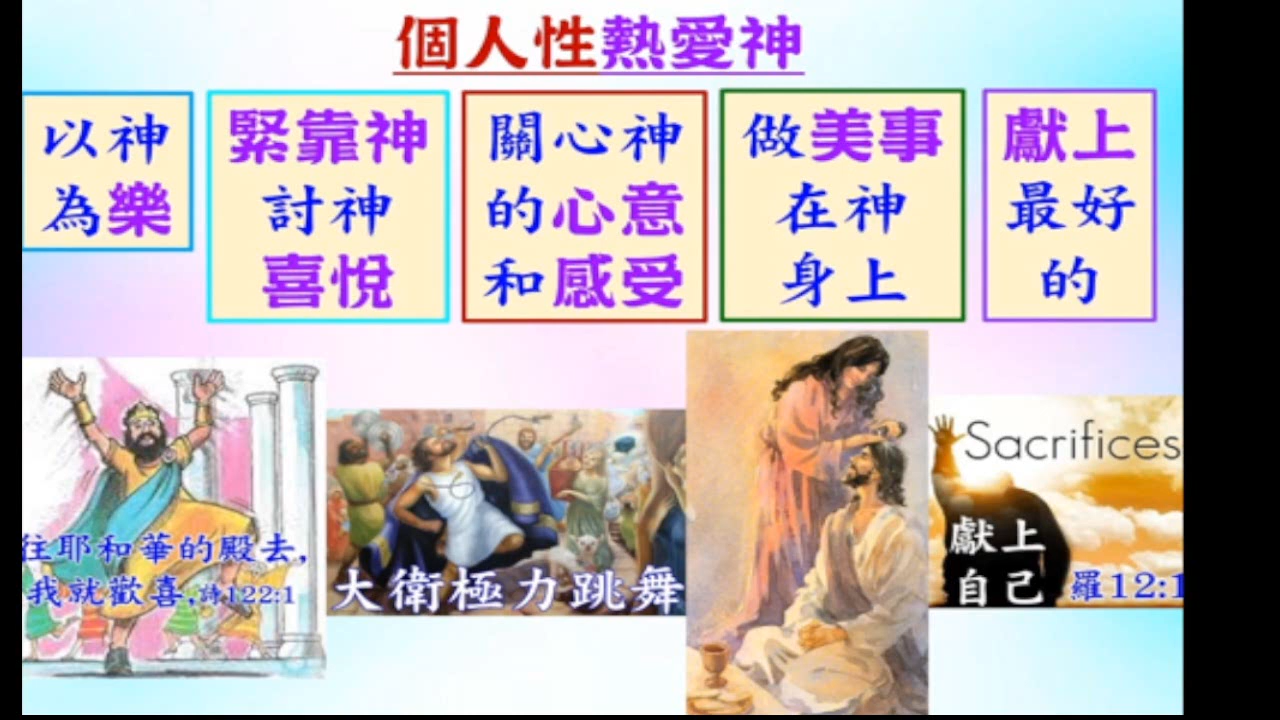 個人性熱愛神
以神
為樂
緊靠神
討神
喜悅
關心神
的心意
和感受
做美事
在神
身上
獻上
最好
的
往耶和華的殿去,
我就歡喜,詩122:1
大衛極力跳舞
Sacrifices
獻上
自己 羅12:1